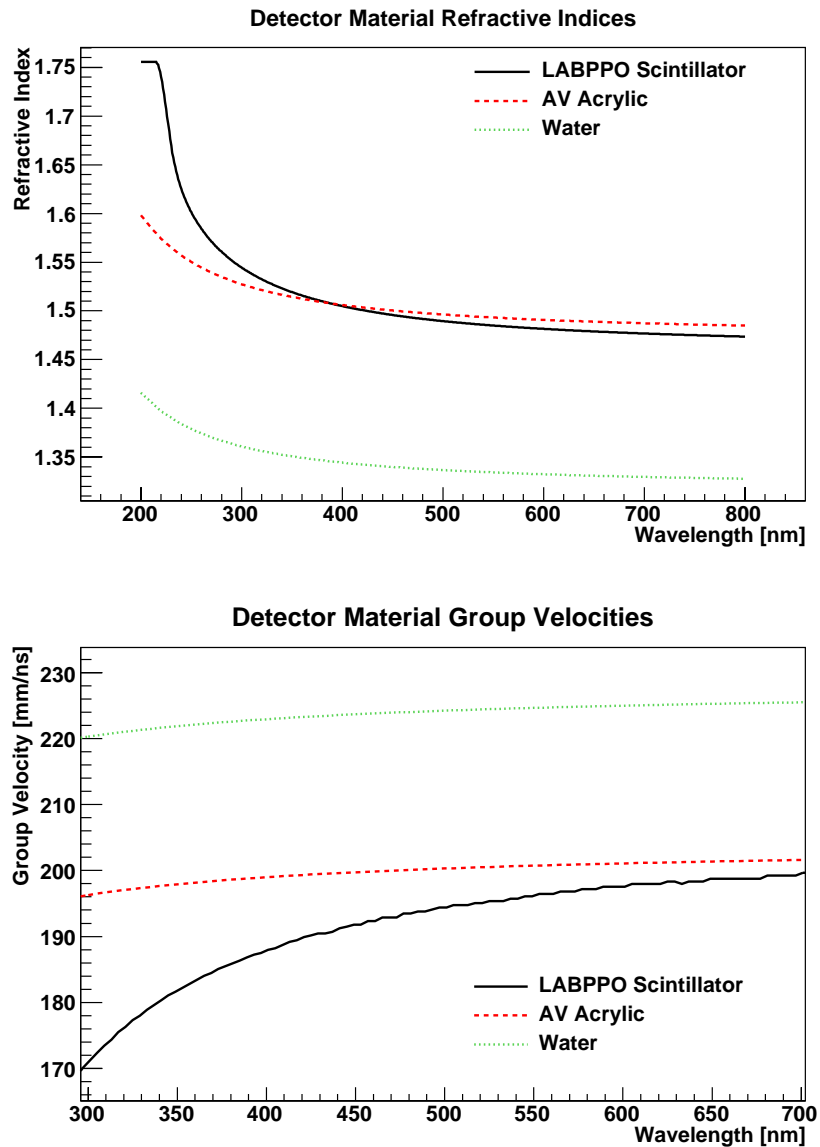 Detector Material Refractive Indices
Refractive Index
1.75
1.7
1.65
1.6
1.55
1.5
1.45
1.4
1.35
LABPPO Scintillator
AV Acrylic
Water
200 300 400 500 600 700 800
Wavelength [nm]
Detector Material Group Velocities
Group Velocity [mm/ns]
230
220
210
200
190
180
170
LABPPO Scintillator
AV Acrylic
Water
300 350 400 450 500 550 600 650 700
Wavelength [nm]